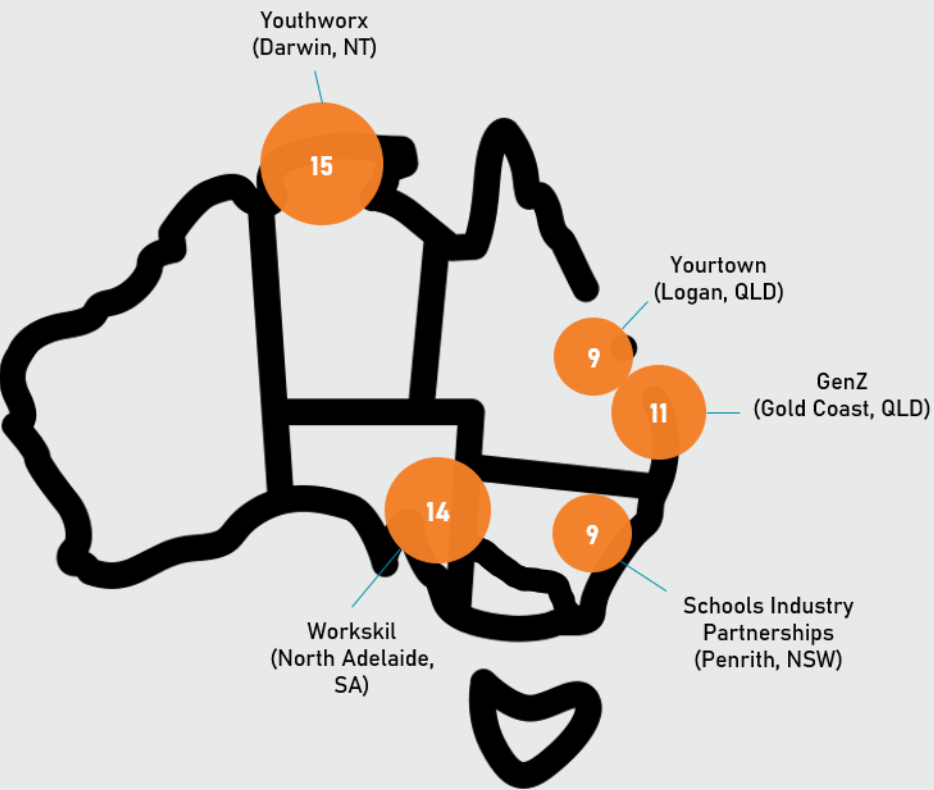 Youthworx
(Darwin, NT)
15
Yourtown
(Logan, QLD)
9
GenZ
(Gold Coast, QLD)
11
14
9
Workskil
(North Adelaide,
SA)
Schools Industry
Partnerships
(Penrith, NSW)